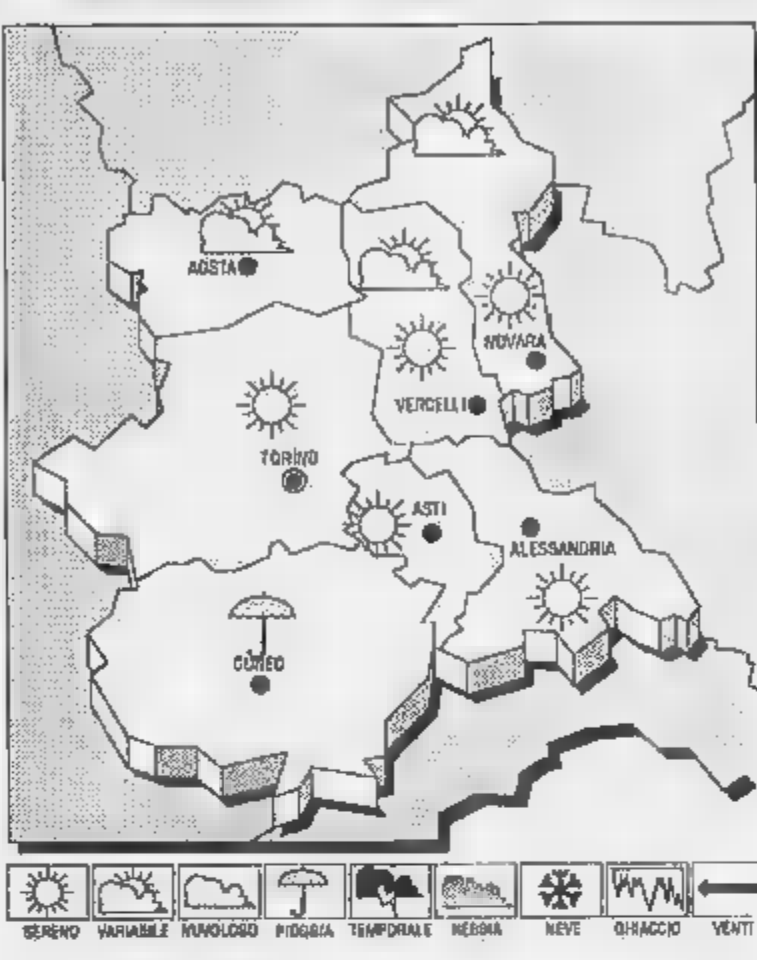 AOSTA
NOVARA
VERCELLI
TORINO
ASTI
ALESSANDRIA
CUNEO
SERENO VARIABILE NUVOLOSO PIOGGIA TEMPORALE NEBBIA NEVE GHIACCIO VENTI